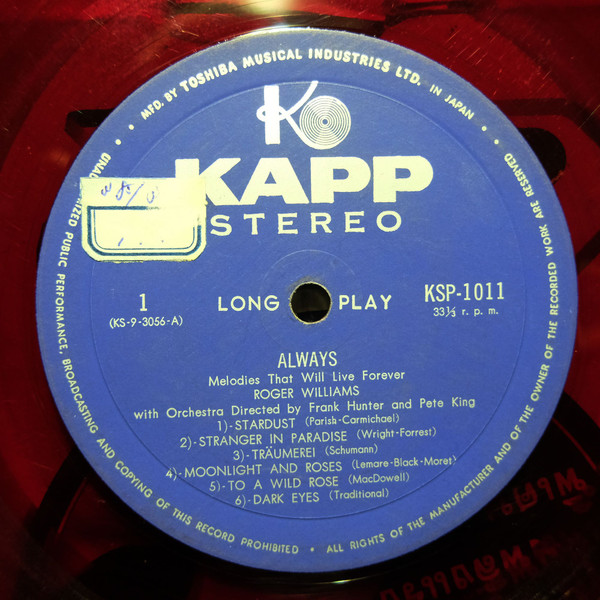 MFD. BY TOSHIBA MUSICAL INDUSTRIES LTD. IN JAPAN
KAPP
STEREO
1
(KS-9-3056-A)
LONG PLAY
KSP-1011
33⅓ r. p. m.
ALWAYS
Melodies That Will Live Forever
ROGER WILLIAMS
with Orchestra Directed by Frank Hunter and Pete King
1)-STARDUST (Parish-Carmichael)
2)-STRANGER IN PARADISE (Wright-Forrest)
3)-TRÄUMEREI (Schumann)
4)-MOONLIGHT AND ROSES (Lemare-Black-Moret)
5)-TO A WILD ROSE (MacDowell)
6)-DARK EYES (Traditional)
PUBLIC PERFORMANCE, BROADCASTING AND COPYING OF THIS RECORD PROHIBITED • ALL RIGHTS OF THE MANUFACTURER AND OF THE OWNER OF THE RECORDED WORK ARE RESERVED